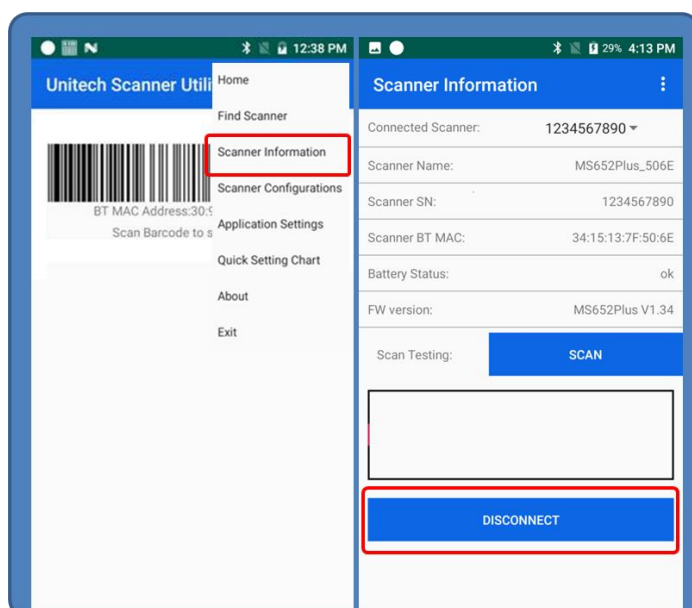 12:38 PM
Unitech Scanner Utili
Home
Find Scanner
Scanner Information
Scanner Configurations
Application Settings
Quick Setting Chart
About
Exit
BT MAC Address:30:9
Scan Barcode to s
29% 4:13 PM
Scanner Information
Connected Scanner: 1234567890
Scanner Name: MS652Plus_506E
Scanner SN: 1234567890
Scanner BT MAC: 34:15:13:7F:50:6E
Battery Status: ok
FW version: MS652Plus V1.34
Scan Testing: SCAN
DISCONNECT